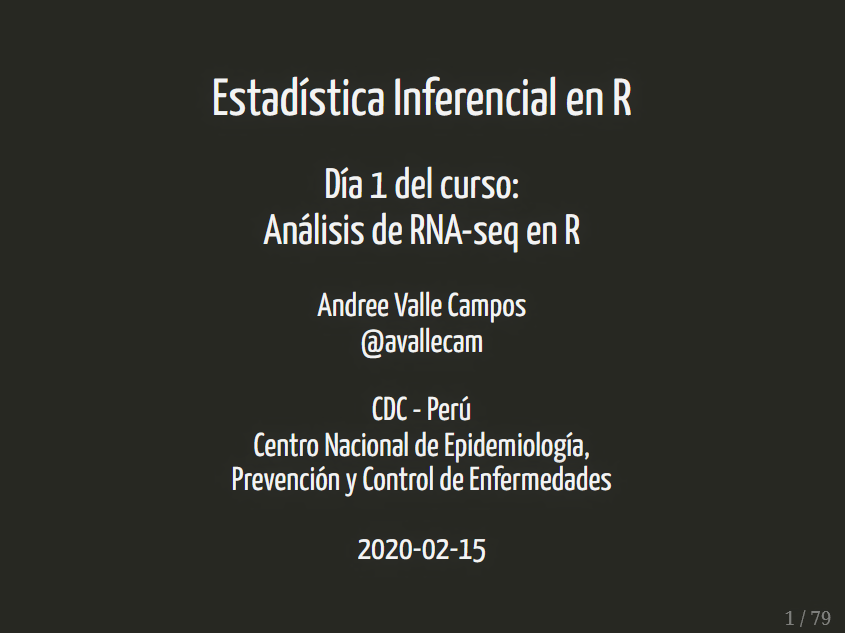 Estadística Inferencial en R
Día 1 del curso:
Análisis de RNA-seq en R
Andree Valle Campos
@avallecam
CDC - Perú
Centro Nacional de Epidemiología,
Prevención y Control de Enfermedades
2020-02-15
1 / 79